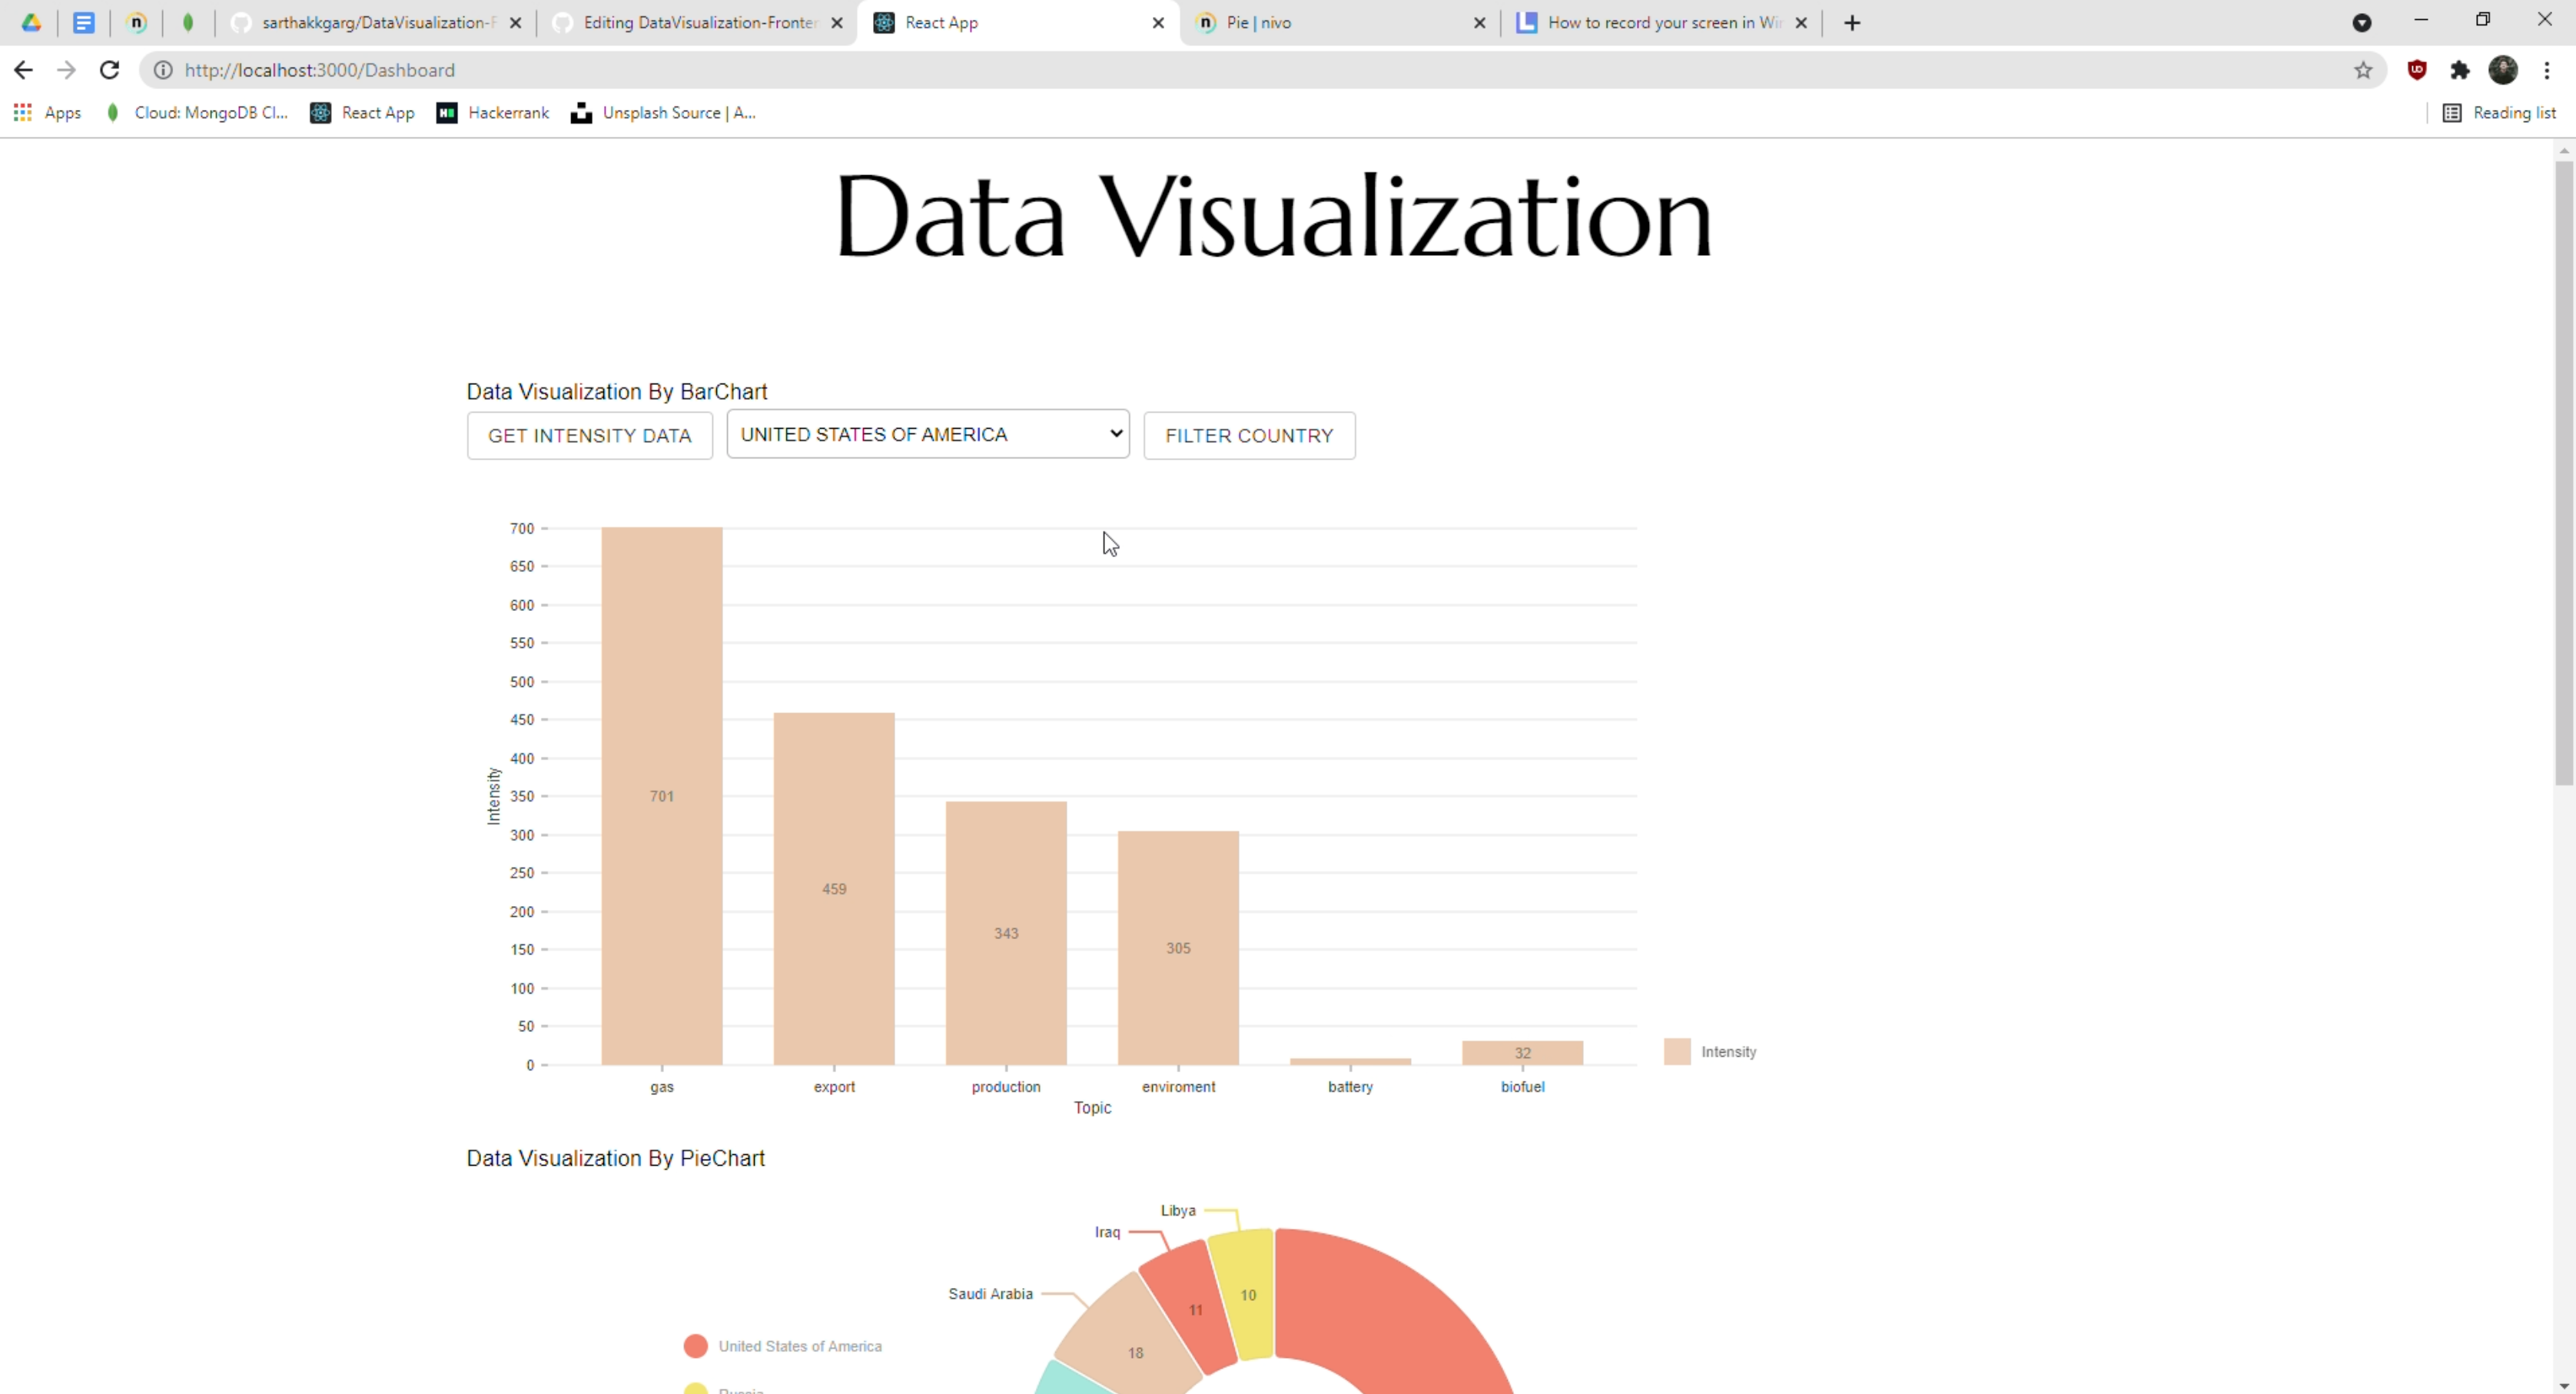 sarthakkgarg/DataVisualization-F
Editing DataVisualization-Fronter
React App
n
Pie | nivo
How to record your screen in Wir
http://localhost:3000/Dashboard
Apps
Cloud: MongoDB Cl...
React App
Hackerrank
Unsplash Source | A...
Reading list
Data Visualization
Data Visualization By BarChart
GET INTENSITY DATA
UNITED STATES OF AMERICA
FILTER COUNTRY
700
650
600
550
500
450
400
350
300
250
200
150
100
50
0
Intensity
701
459
343
305
32
Intensity
gas
export
production
enviroment
battery
biofuel
Topic
Data Visualization By PieChart
Libya
Iraq
Saudi Arabia
10
11
18
United States of America
Russia